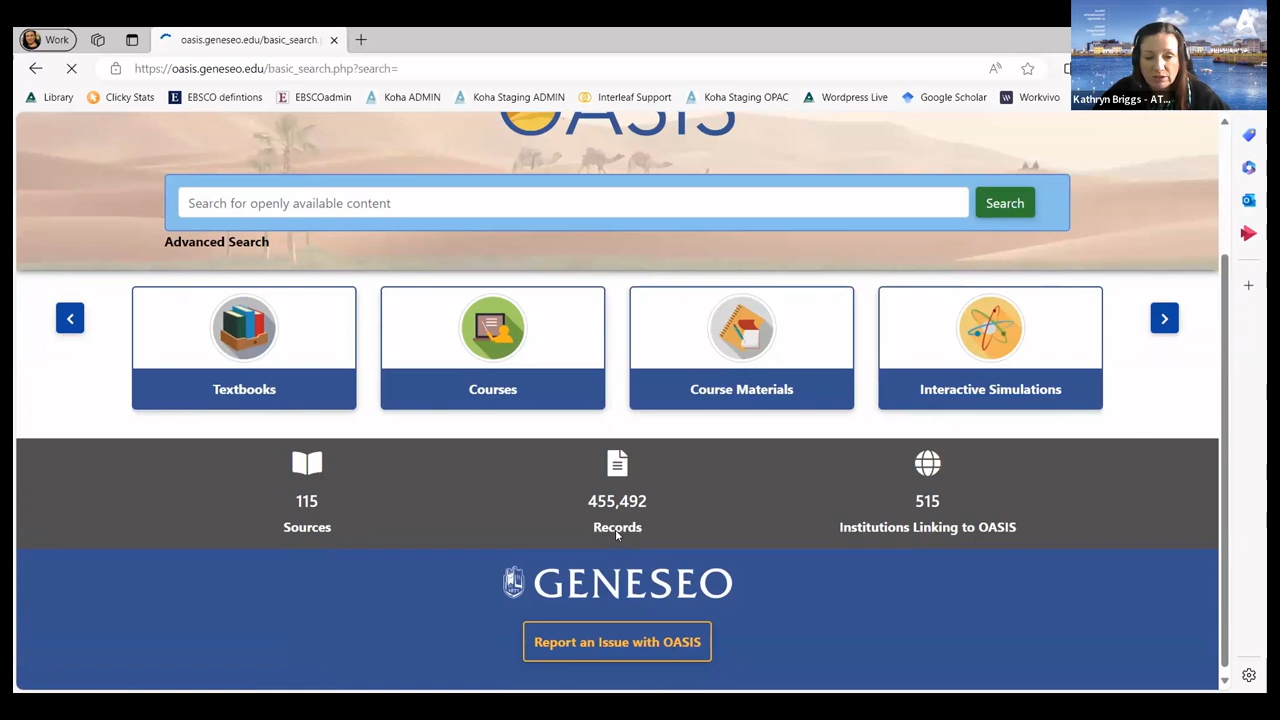 Work
oasis.geneseo.edu/basic_search.
https://oasis.geneseo.edu/basic_search.php?search=
Library
Clicky Stats
EBSCO defintions
EBSCOadmin
Koha ADMIN
Koha Staging ADMIN
Interleaf Support
Koha Staging OPAC
Wordpress Live
Google Scholar
Workvivo
Kathryn Briggs - AT...
OASIS
Search for openly available content
Search
Advanced Search
Textbooks
Courses
Course Materials
Interactive Simulations
115
455,492
515
Sources
Records
Institutions Linking to OASIS
GENESEO
Report an Issue with OASIS